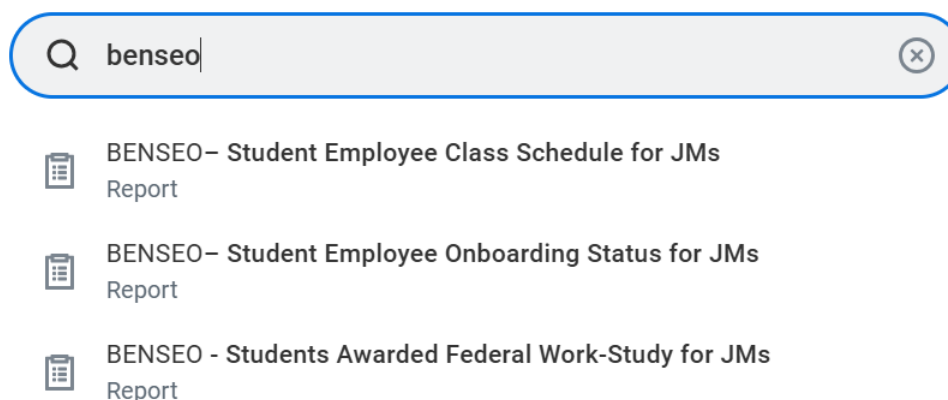 benseo
BENSEO– Student Employee Class Schedule for JMs
Report
BENSEO– Student Employee Onboarding Status for JMs
Report
BENSEO - Students Awarded Federal Work-Study for JMs
Report